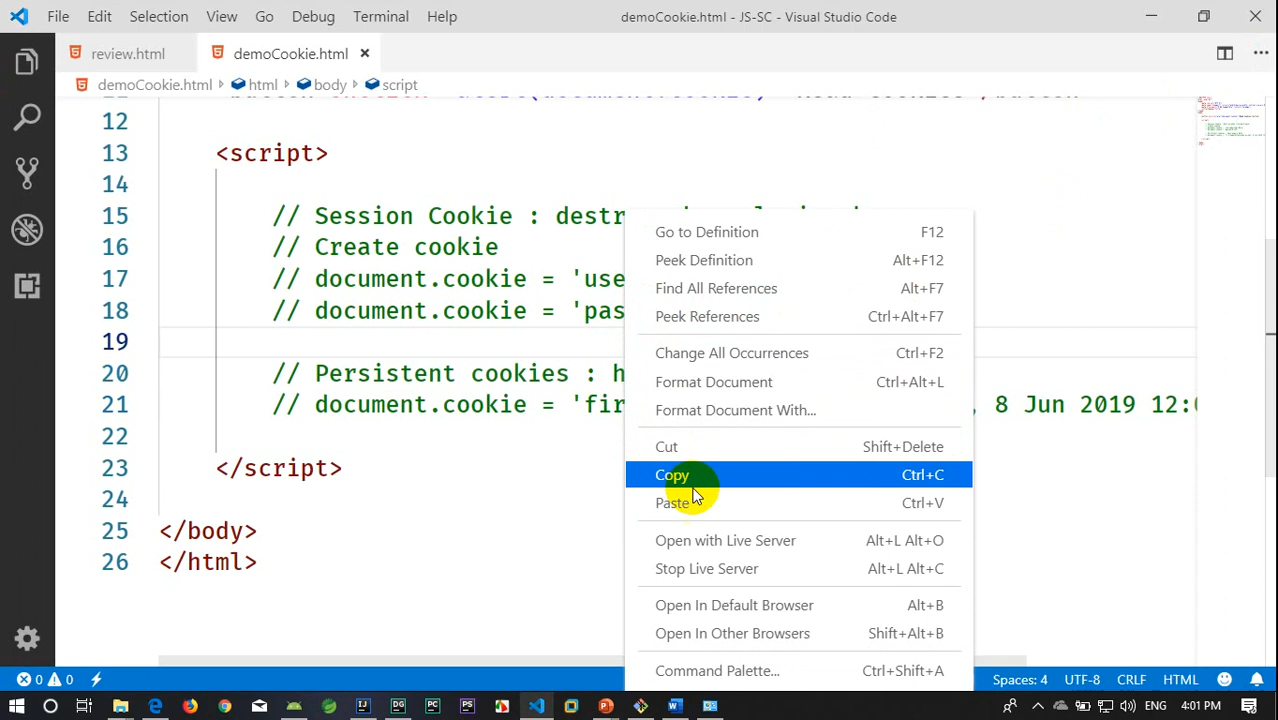 File Edit Selection View Go Debug Terminal Help demoCookie.html - JS-SC - Visual Studio Code
review.html demoCookie.html
demoCookie.html html body script
12
13 <script>
14
15 // Session Cookie : 
16 // Create cookie
17 // document.cookie = 'use
18 // document.cookie = 'pas
19
20 // Persistent cookies : h
21 // document.cookie = 'fir , 8 Jun 2019
22
23 </script>
24
25 </body>
26 </html>
Go to Definition F12
Peek Definition Alt+F12
Find All References Alt+F7
Peek References Ctrl+Alt+F7
Change All Occurrences Ctrl+F2
Format Document Ctrl+Alt+L
Format Document With...
Cut Shift+Delete
Copy Ctrl+C
Paste Ctrl+V
Open with Live Server Alt+L Alt+O
Stop Live Server Alt+L Alt+C
Open In Default Browser Alt+B
Open In Other Browsers Shift+Alt+B
Command Palette... Ctrl+Shift+A
0 0 Spaces: 4 UTF-8 CRLF HTML
IJ DG PC PS W P ENG 4:01 PM